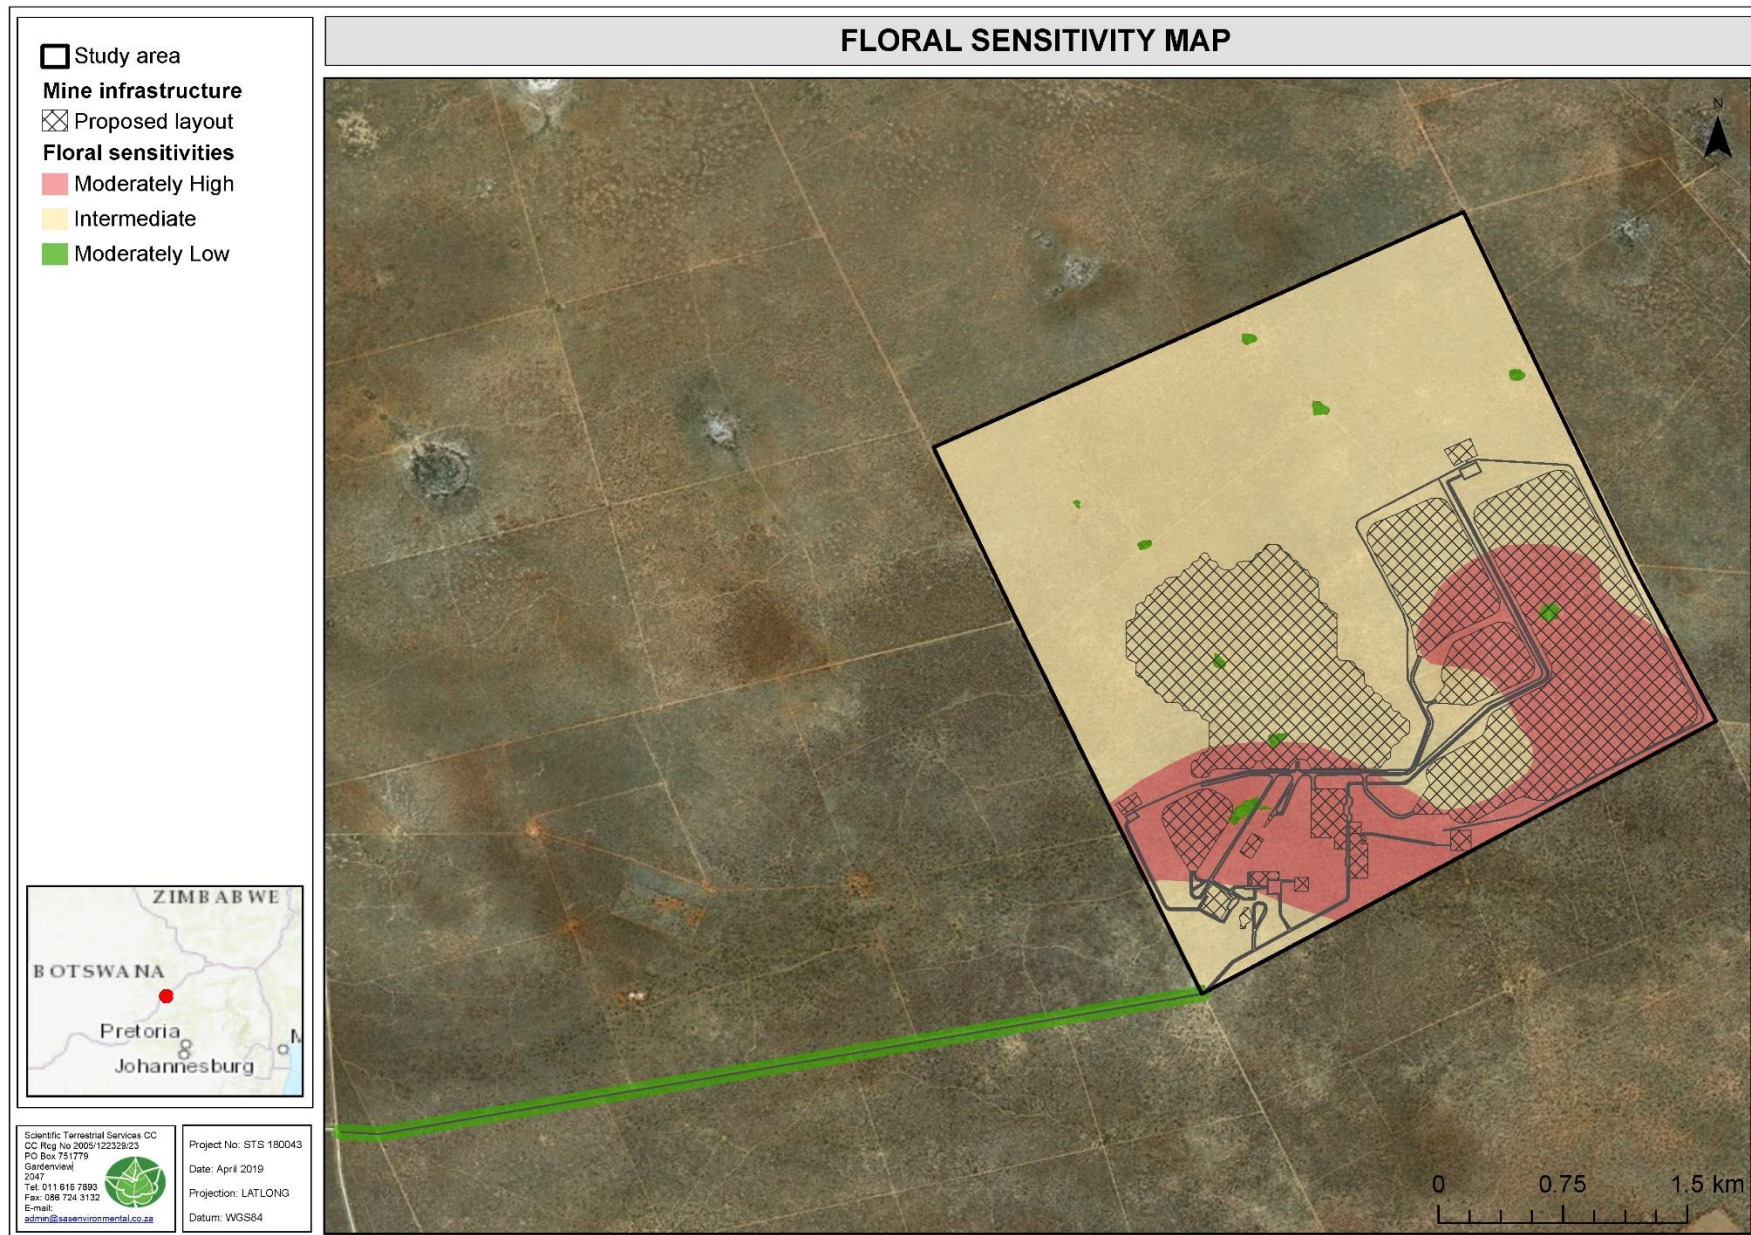 FLORAL SENSITIVITY MAP
Study area
Mine infrastructure
Proposed layout
Floral sensitivities
Moderately High
Intermediate
Moderately Low
N
ZIMBABWE
BOTSWANA
Pretoria
Johannesburg
M
Scientific Terrestrial Services CC
CC Reg No 2005/122329/23
PO Box 751779
Gardenview
2047
Tel: 011 616 7893
Fax: 086 724 3132
E-mail:
admin@sasenvironmental.co.za
Project No: STS 180043
Date: April 2019
Projection: LATLONG
Datum: WGS84
0 0.75 1.5 km